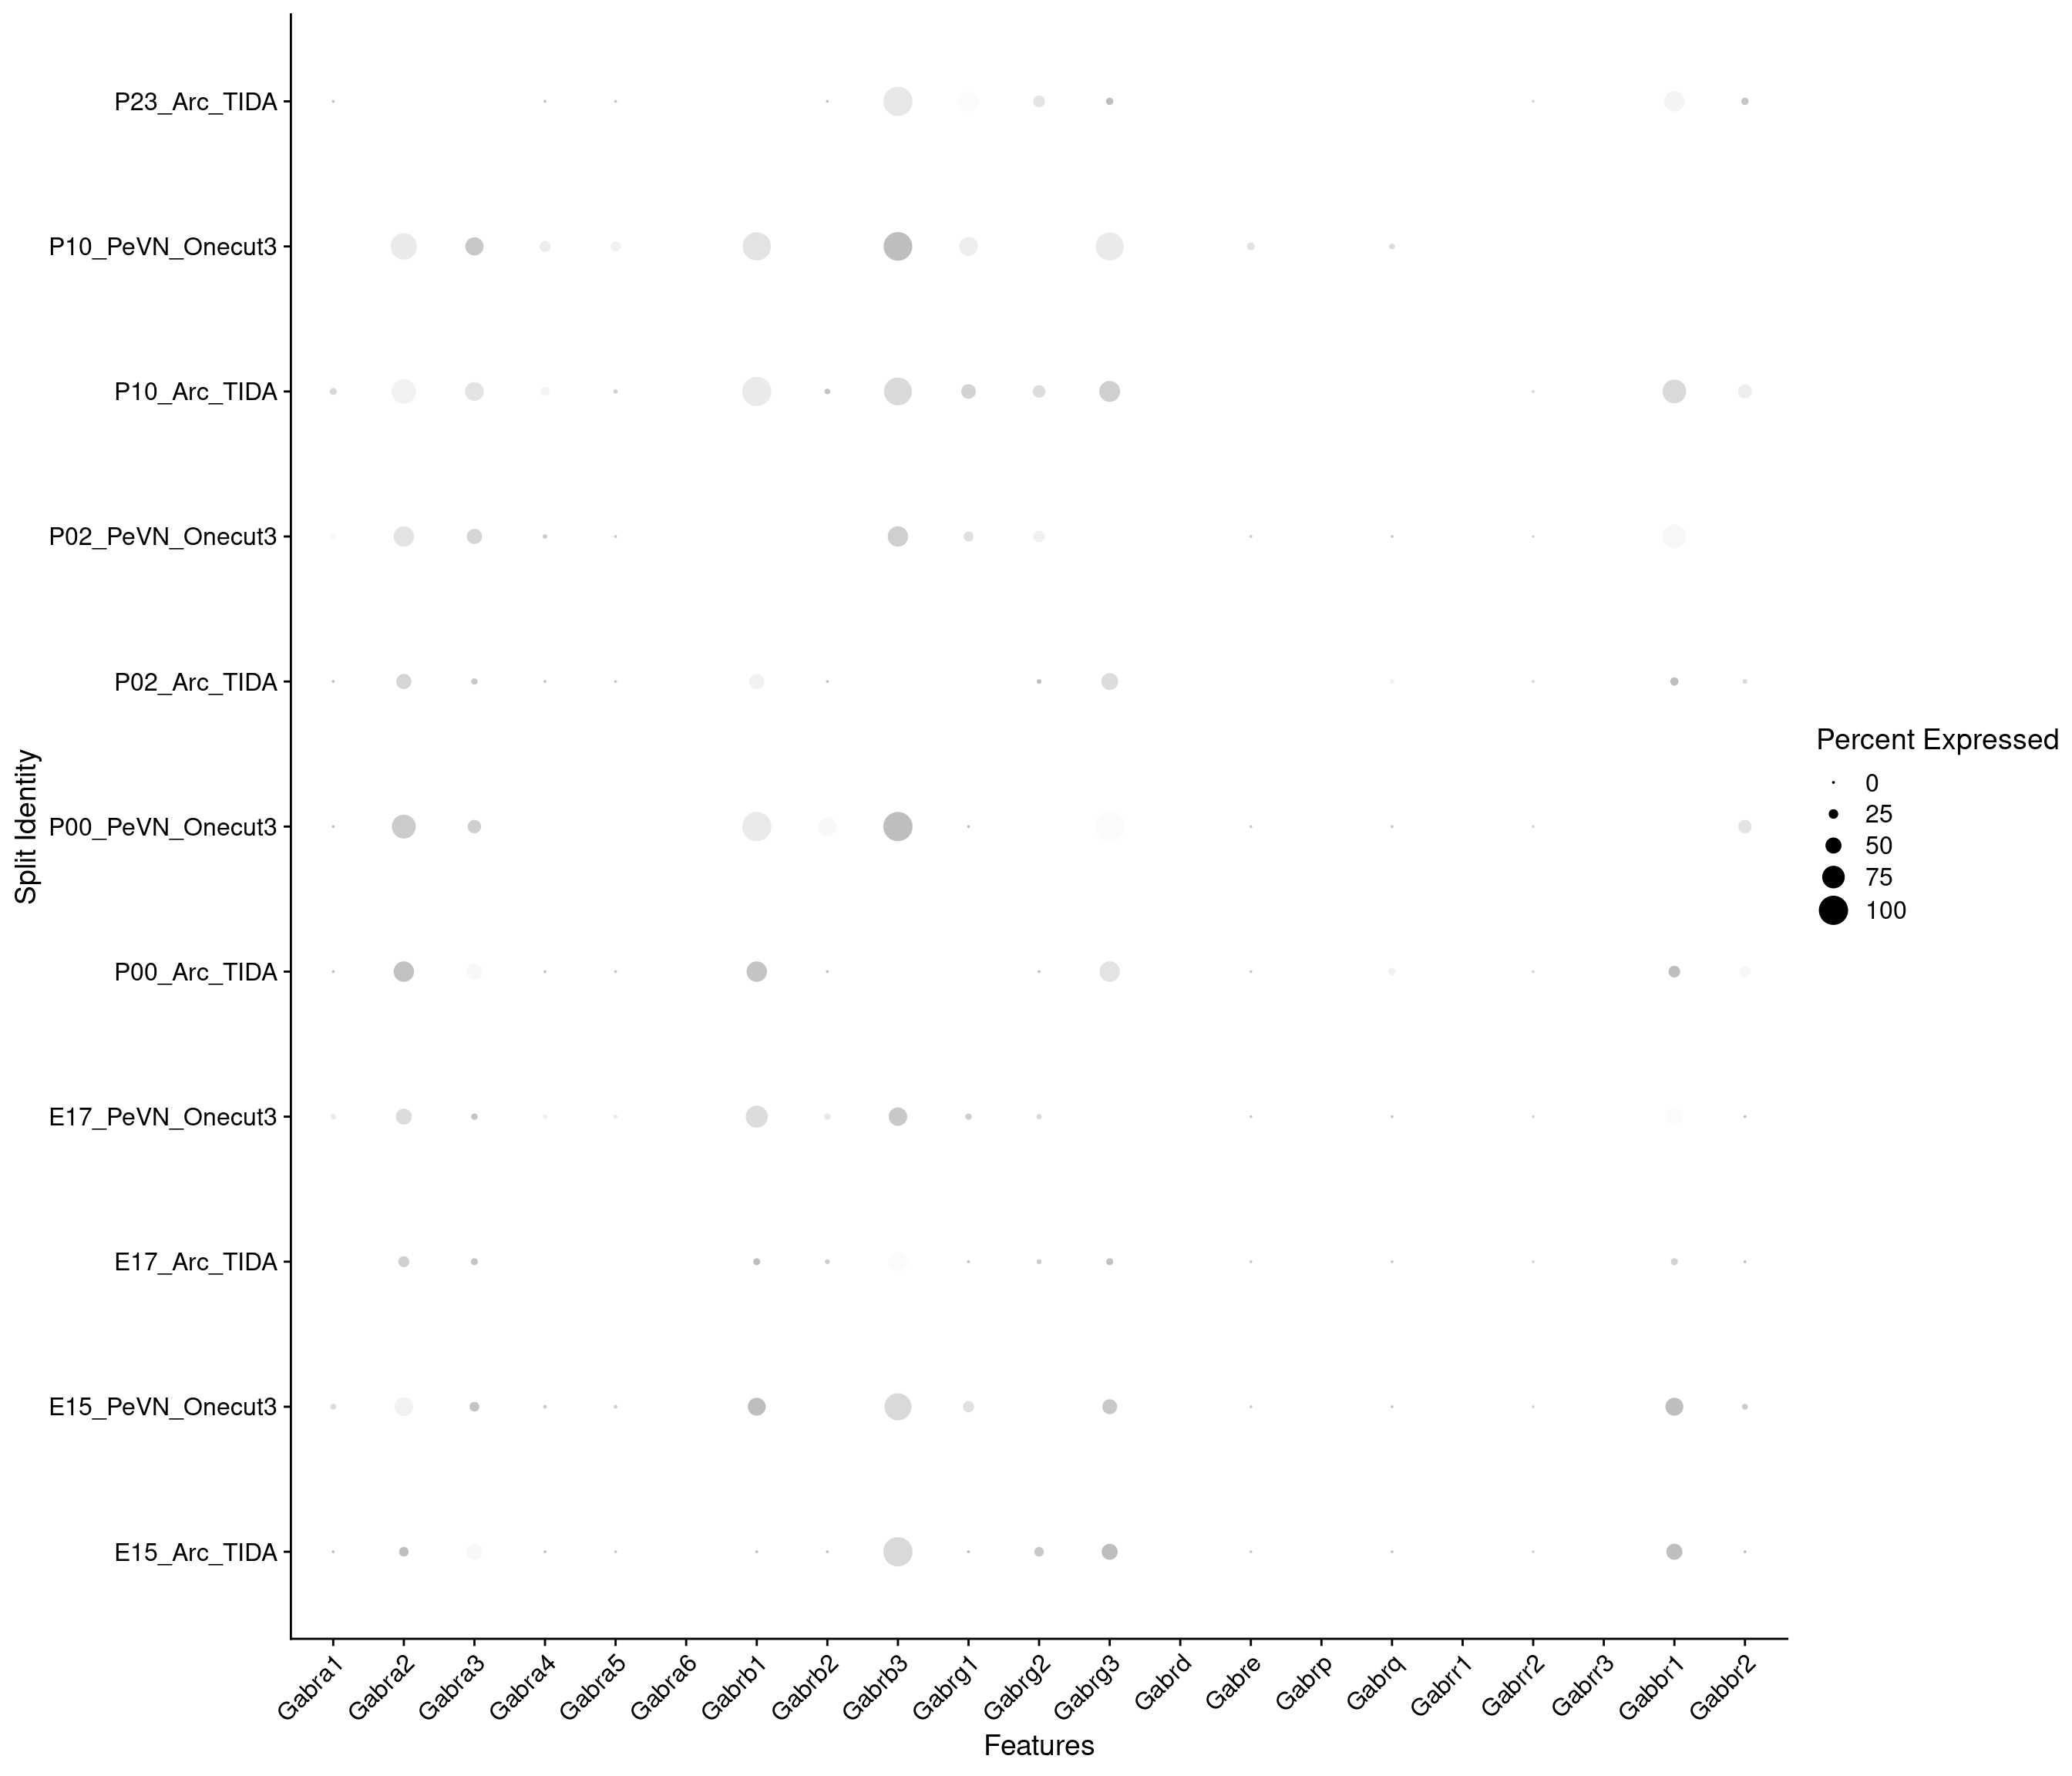 P23_Arc_TIDA
P10_PeVN_Onecut3
P10_Arc_TIDA
P02_PeVN_Onecut3
P02_Arc_TIDA
P00_PeVN_Onecut3
P00_Arc_TIDA
E17_PeVN_Onecut3
E17_Arc_TIDA
E15_PeVN_Onecut3
E15_Arc_TIDA
Split Identity
Gabra1
Gabra2
Gabra3
Gabra4
Gabra5
Gabra6
Gabrb1
Gabrb2
Gabrb3
Gabrg1
Gabrg2
Gabrg3
Gabrd
Gabre
Gabrp
Gabrq
Gabrr1
Gabrr2
Gabrr3
Gabbr1
Gabbr2
Features
Percent Expressed
0
25
50
75
100